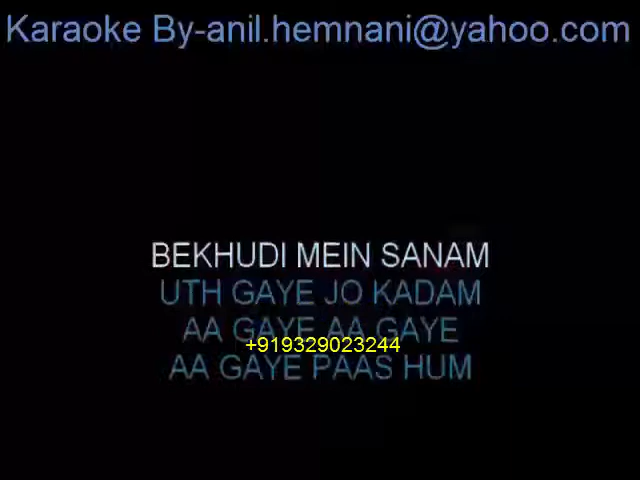 Karaoke By-anil.hemnani@yahoo.com
BEKHUDI MEIN SANAM
UTH GAYE JO KADAM
AA GAYE AA GAYE
+919329023244
AA GAYE PAAS HUM